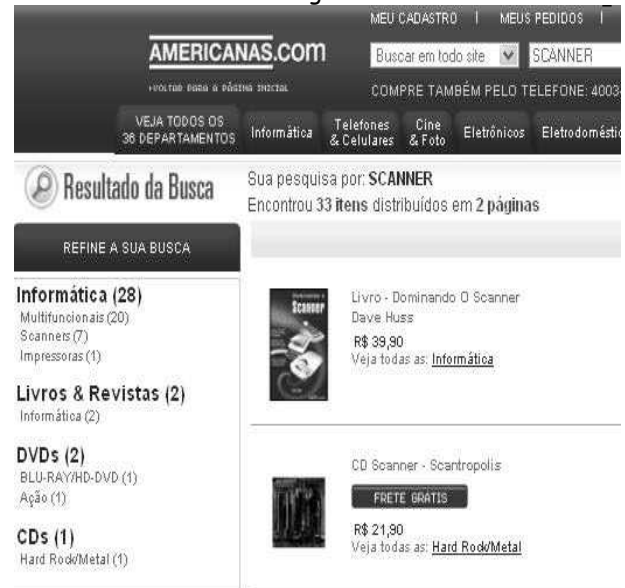 MEU CADASTRO | MEUS PEDIDOS |
AMERICANAS.COM
Buscar em todo site SCANNER
›VOLTAR PARA A PÁGINA INICIAL
COMPRE TAMBÉM PELO TELEFONE: 4003-
VEJA TODOS OS
36 DEPARTAMENTOS
Informática
Telefones
& Celulares
Cine
& Foto
Eletrônicos
Eletrodomésti
Resultado da Busca
Sua pesquisa por: SCANNER
Encontrou 33 itens distribuídos em 2 páginas
REFINE A SUA BUSCA
Informática (28)
Multifuncionais (20)
Scanners (7)
Impressoras (1)
Livros & Revistas (2)
Informática (2)
DVDs (2)
BLU-RAY/HD-DVD (1)
Ação (1)
CDs (1)
Hard Rock/Metal (1)
Scanner
Livro - Dominando O Scanner
Dave Huss
R$ 39,90
Veja todas as: Informática
CD Scanner - Scantropolis
FRETE GRÁTIS
R$ 21,90
Veja todas as: Hard Rock/Metal